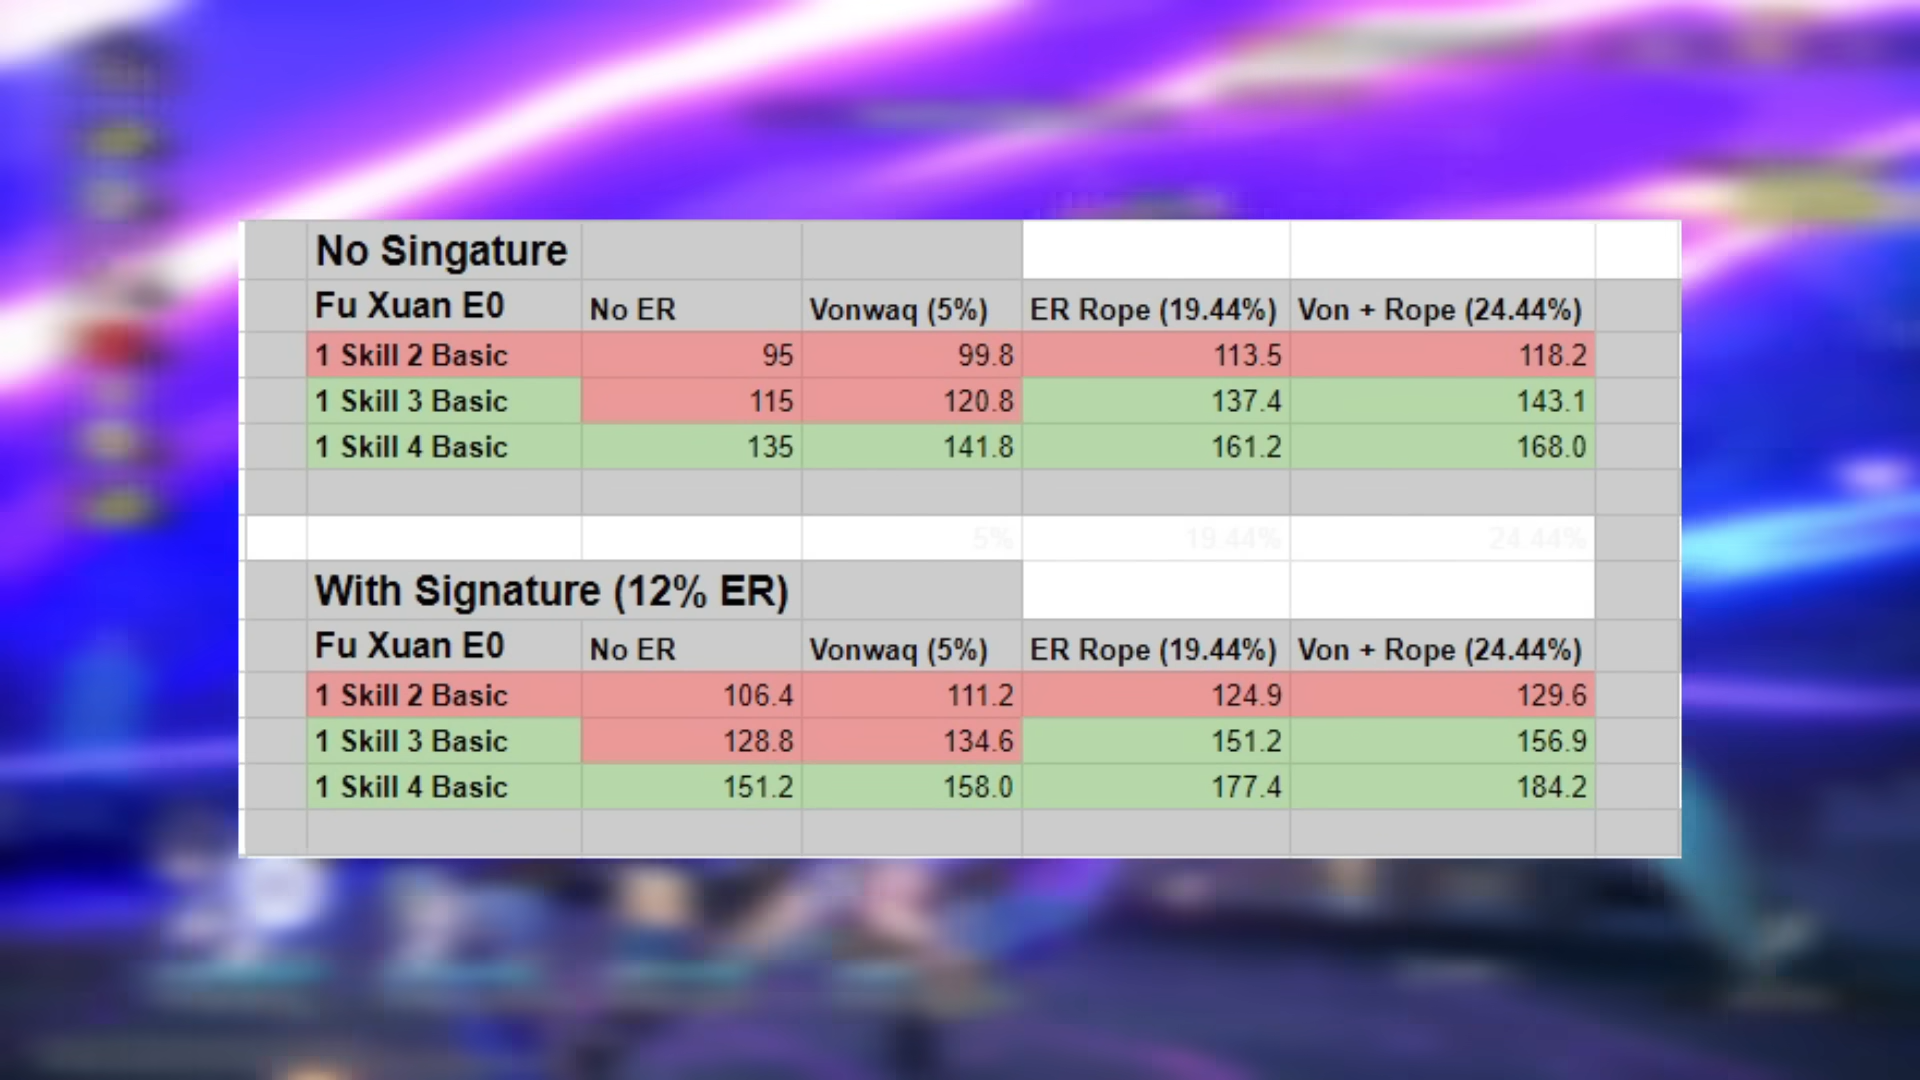 No Singature
Fu Xuan E0 No ER Vonwaq (5%) ER Rope (19.44%) Von + Rope (24.44%)
1 Skill 2 Basic 95 99.8 113.5 118.2
1 Skill 3 Basic 115 120.8 137.4 143.1
1 Skill 4 Basic 135 141.8 161.2 168.0
5% 19.44% 24.44%
With Signature (12% ER)
Fu Xuan E0 No ER Vonwaq (5%) ER Rope (19.44%) Von + Rope (24.44%)
1 Skill 2 Basic 106.4 111.2 124.9 129.6
1 Skill 3 Basic 128.8 134.6 151.2 156.9
1 Skill 4 Basic 151.2 158.0 177.4 184.2